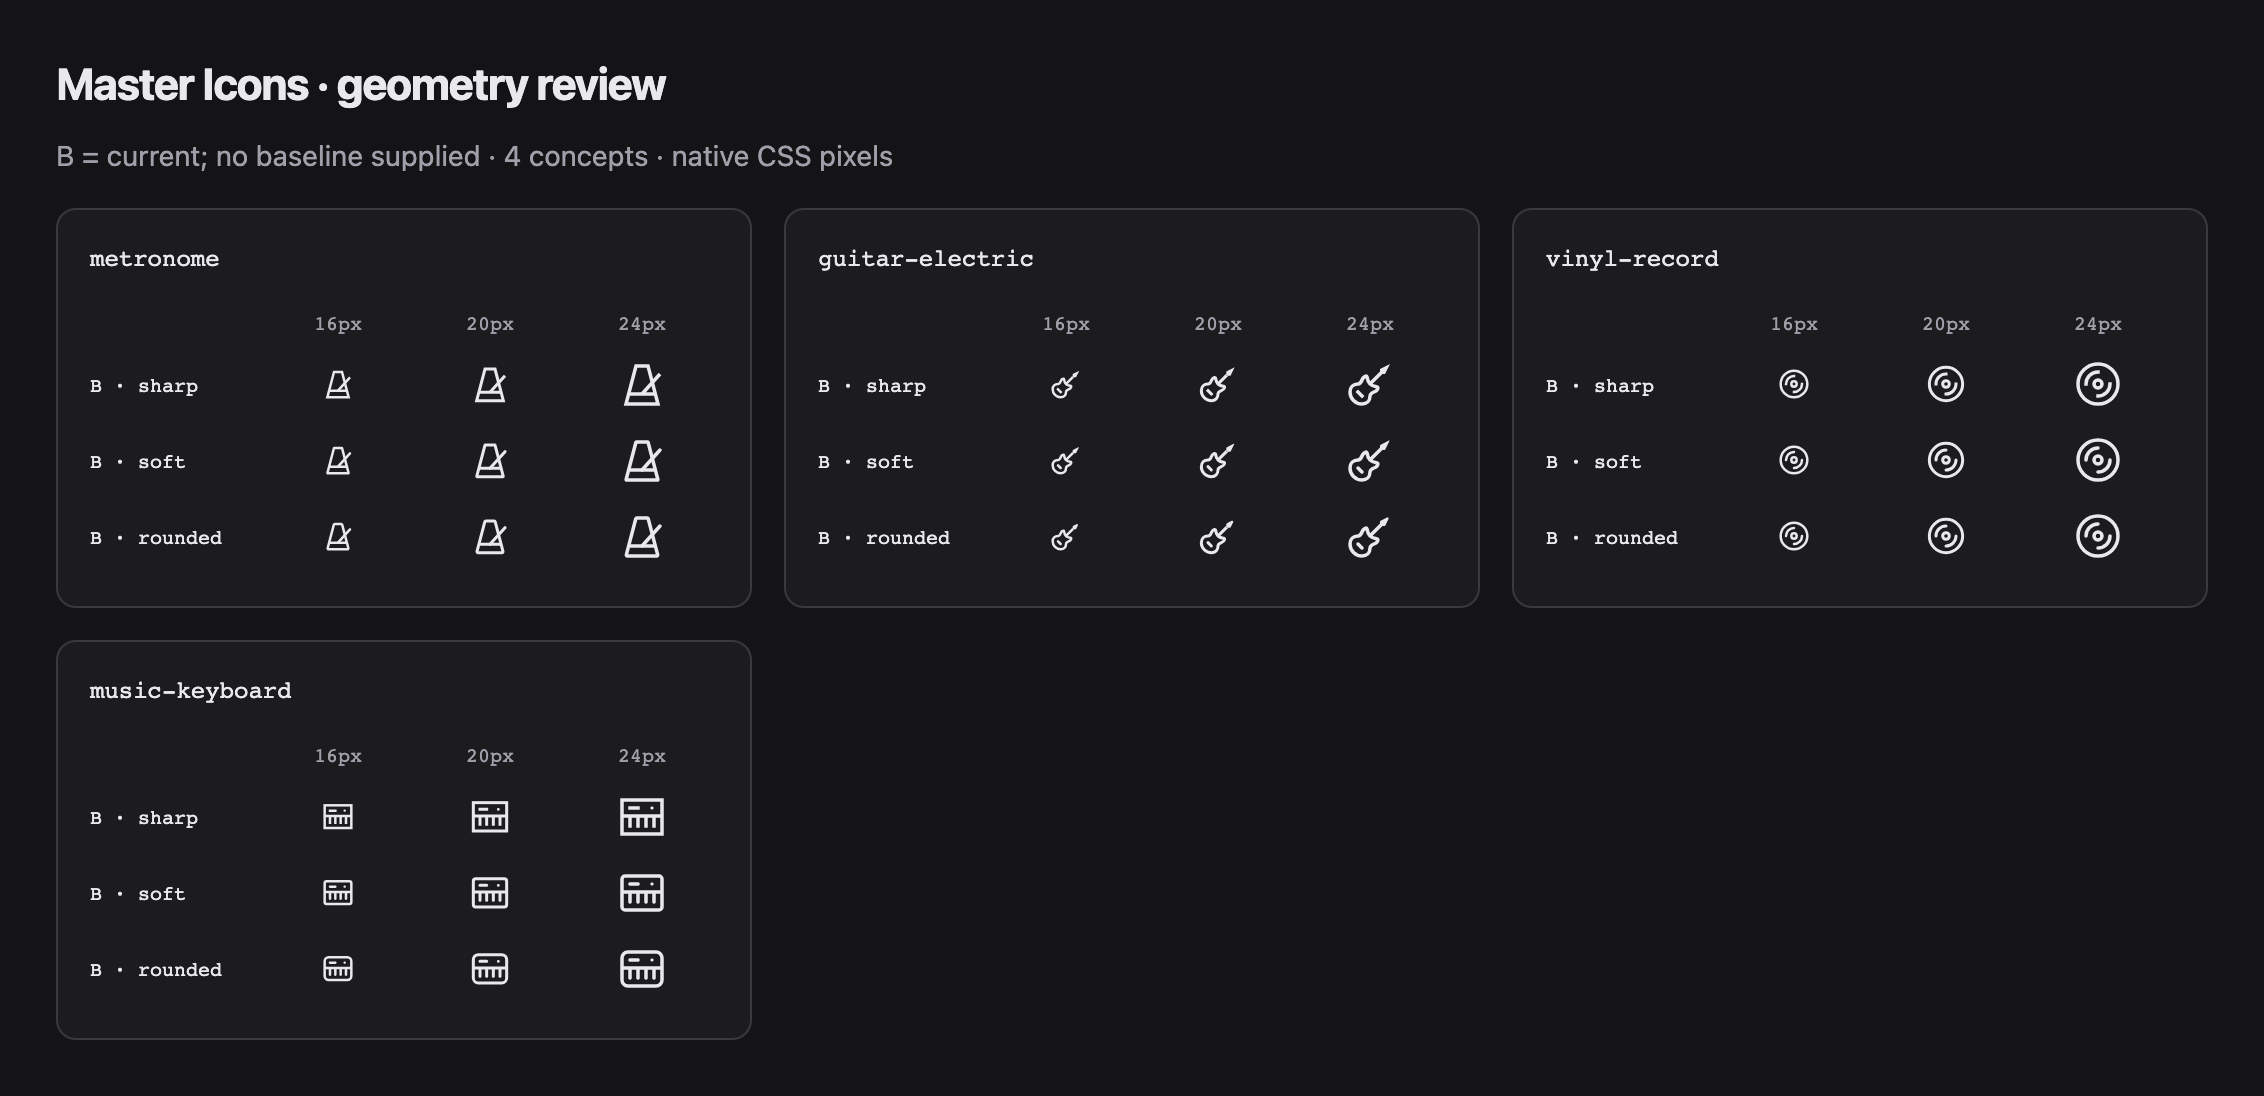 Master Icons · geometry review
B = current; no baseline supplied · 4 concepts · native CSS pixels
metronome
16px 20px 24px
B · sharp
B · soft
B · rounded
guitar-electric
16px 20px 24px
B · sharp
B · soft
B · rounded
vinyl-record
16px 20px 24px
B · sharp
B · soft
B · rounded
music-keyboard
16px 20px 24px
B · sharp
B · soft
B · rounded